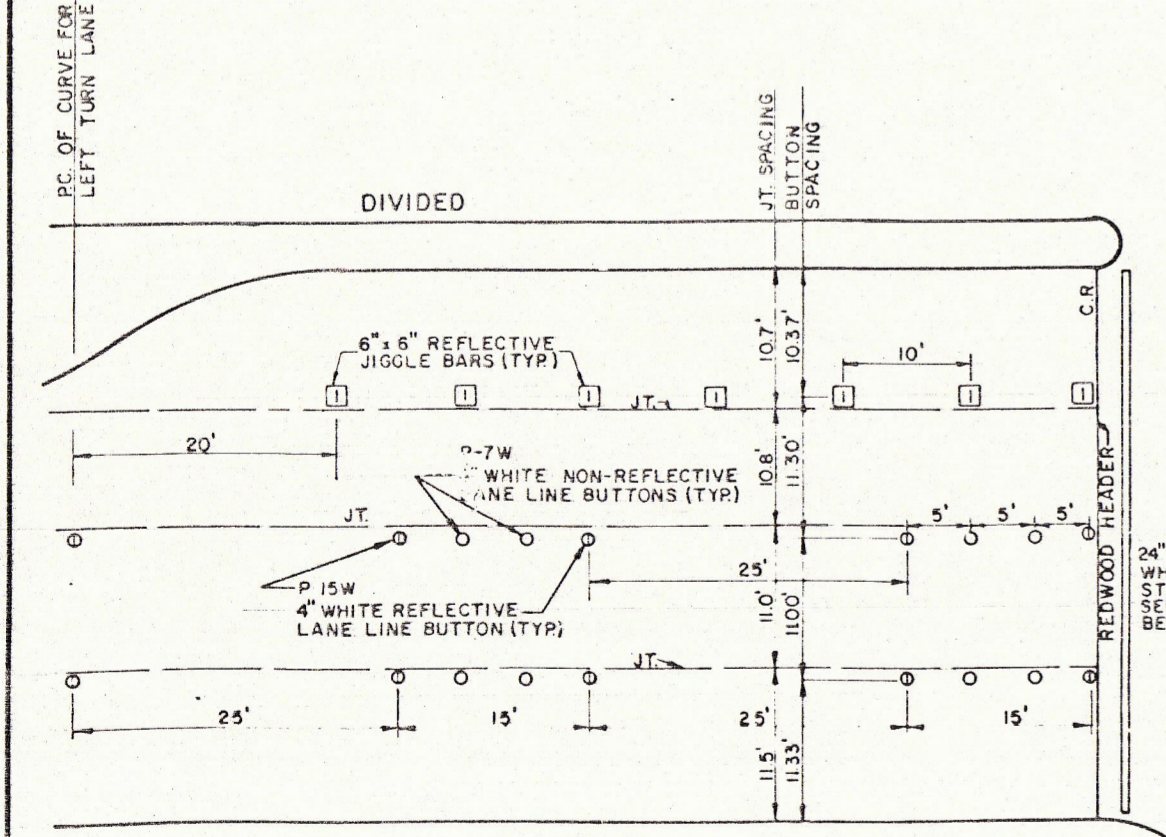 P.C. OF CURVE FOR
LEFT TURN LANE
DIVIDED
JT. SPACING
BUTTON
SPACING
6" x 6" REFLECTIVE
JIGGLE BARS (TYP.)
10.7'
10.37'
C.R.
10'
JT.
20'
-7W
WHITE NON-REFLECTIVE
LINE BUTTONS (TYP.)
10.8'
11.30'
JT.
5'
5'
5'
P 15W
4" WHITE REFLECTIVE
LANE LINE BUTTON (TYP.)
25'
11.0'
11.00'
REDWOOD HEADER
24"
JT.
25'
15'
25'
15'
11.5'
11.33'